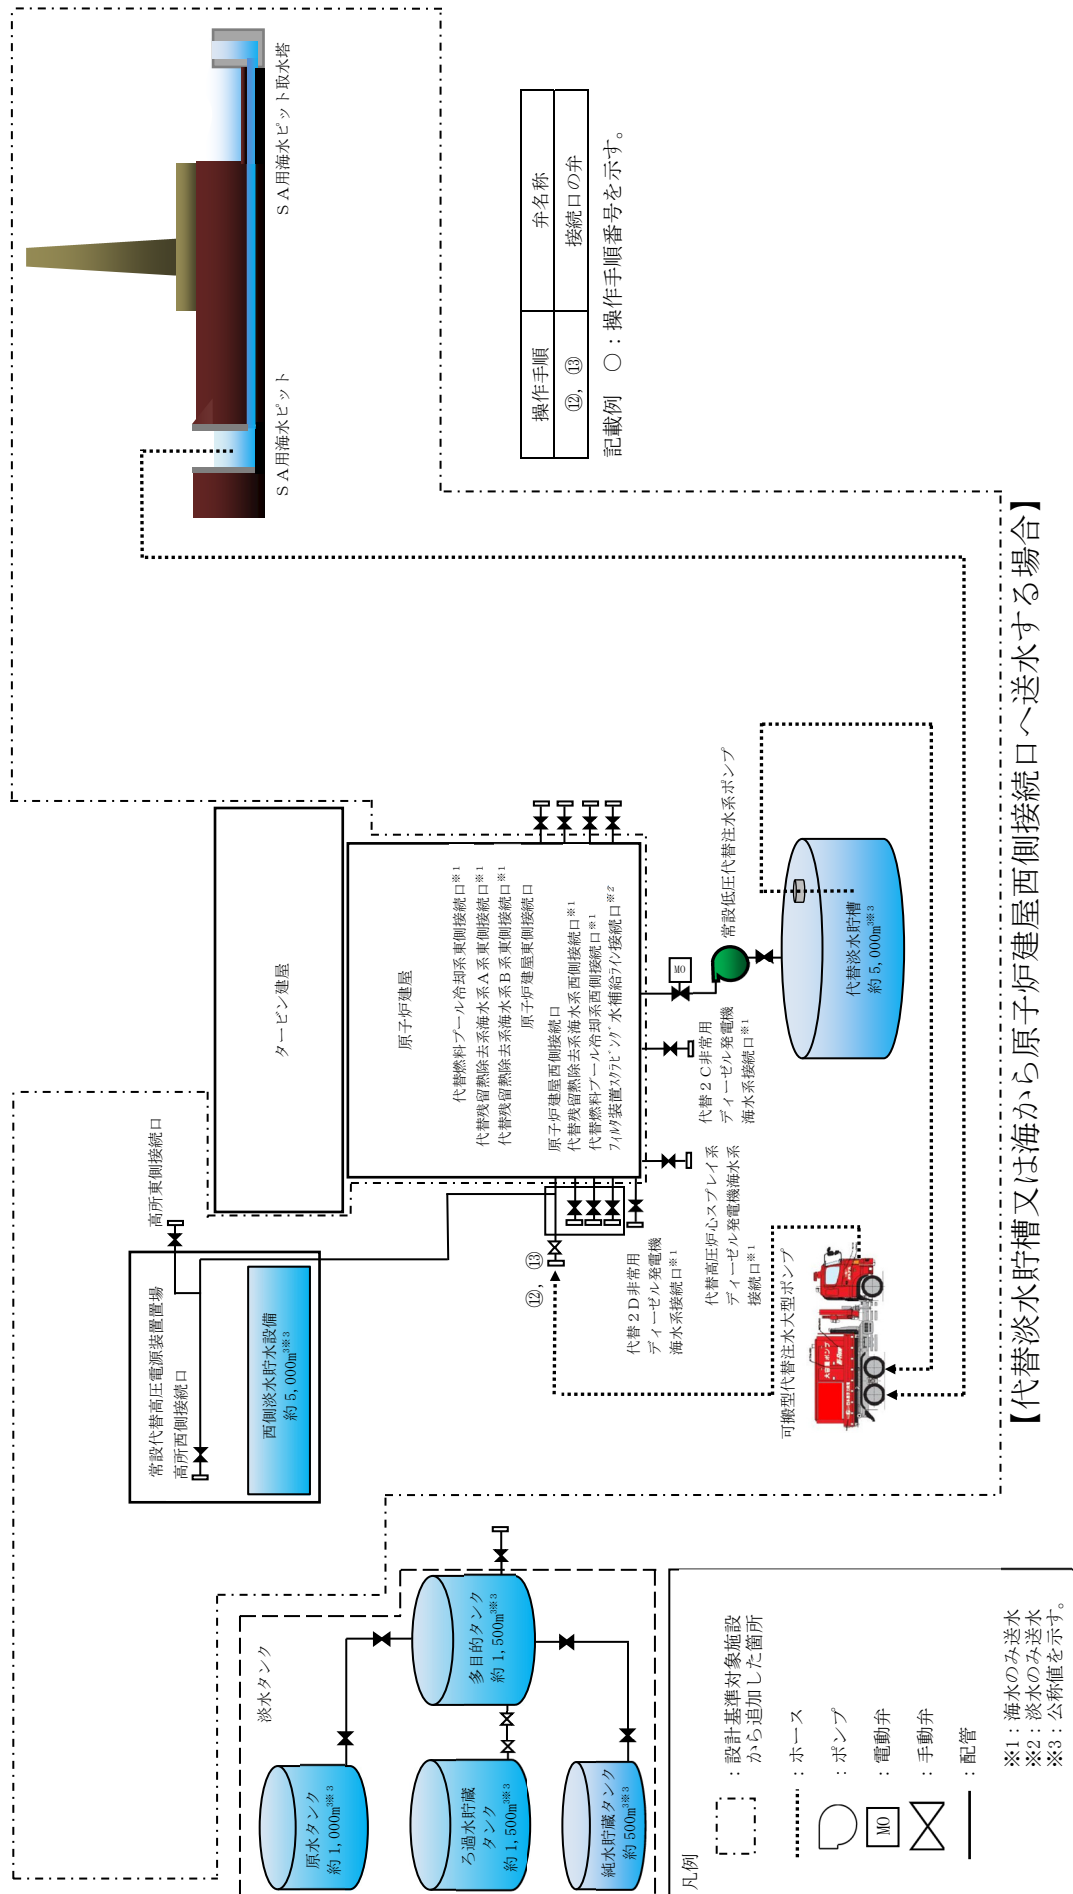 淡水タンク
原水タンク
約1,000m³※3
ろ過水貯蔵
タンク
約1,500m³※3
純水貯蔵タンク
約500m³※3
多目的タンク
約1,500m³※3
常設代替高圧電源装置置場
高所西側接続口
高所東側接続口
西側淡水貯水設備
約5,000m³※3
タービン建屋
原子炉建屋
代替燃料プール冷却系東側接続口※1
代替残留熱除去系海水系A系東側接続口※1
代替残留熱除去系海水系B系東側接続口※1
原子炉建屋東側接続口
原子炉建屋西側接続口
代替残留熱除去系海水系西側接続口※1
代替燃料プール冷却系西側接続口※1
フィルタ装置スクラビング水補給ライン接続口※2
⑫, ⑬
代替2D非常用
ディーゼル発電機
海水系接続口※1
代替高圧炉心スプレイ系
ディーゼル発電機海水系
接続口※1
代替2C非常用
ディーゼル発電機
海水系接続口※1
MO
常設低圧代替注水系ポンプ
代替淡水貯槽
約5,000m³※3
可搬型代替注水大型ポンプ
SA用海水ピット
SA用海水ピット取水塔
操作手順 弁名称
⑫, ⑬ 接続口の弁
記載例 ○:操作手順番号を示す。
凡例
:設計基準対象施設
から追加した箇所
:ホース
:ポンプ
MO :電動弁
:手動弁
:配管
※1:海水のみ送水
※2:淡水のみ送水
※3:公称値を示す。
【代替淡水貯槽又は海から原子炉建屋西側接続口へ送水する場合】